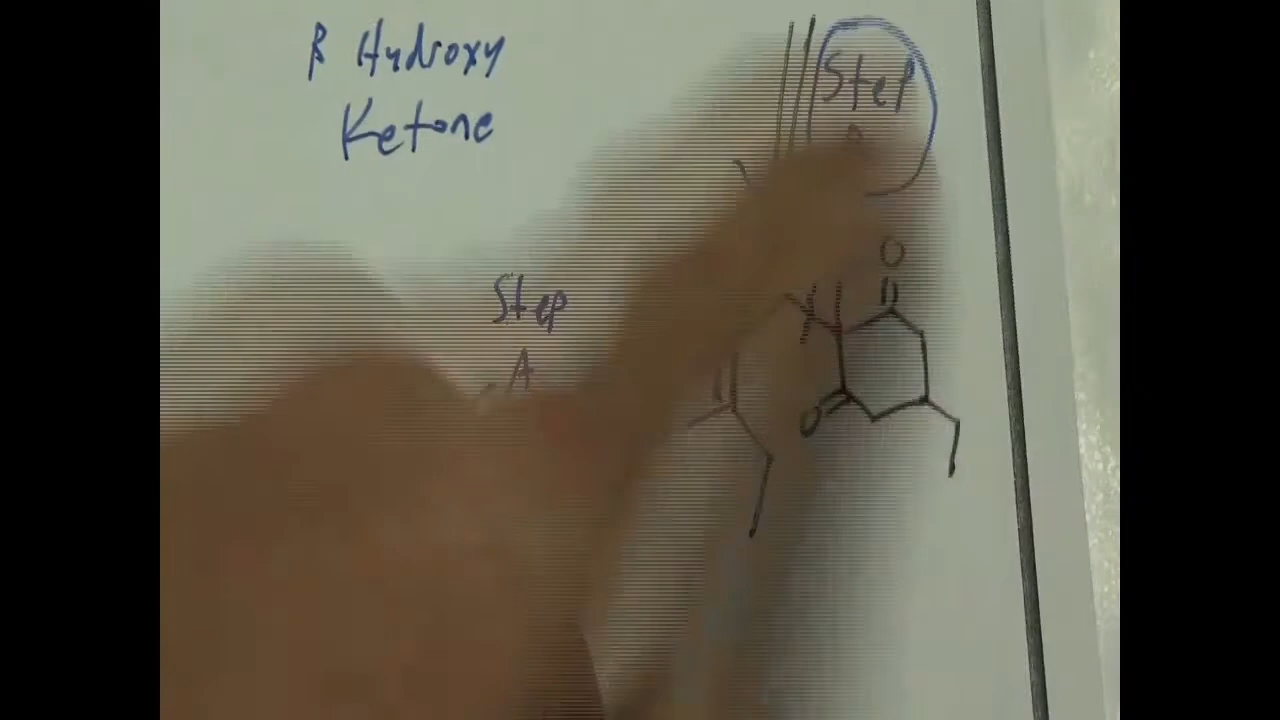 β Hydroxy
Ketone
Step
Step
A
O
O